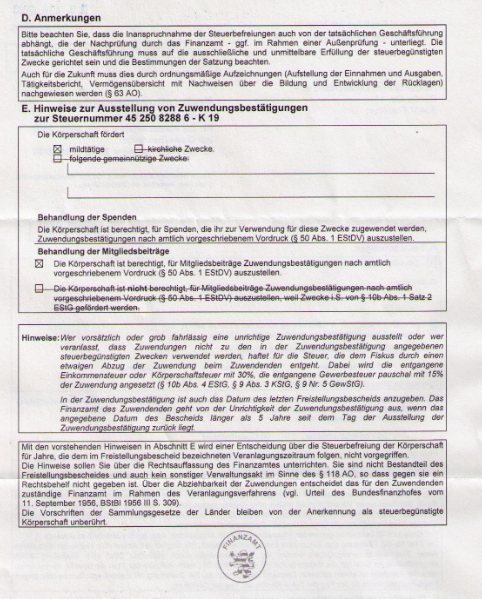 D. Anmerkungen
Bitte beachten Sie, dass die Inanspruchnahme der Steuerbefreiungen auch von der tatsächlichen Geschäftsführung
abhängt, die der Nachprüfung durch das Finanzamt - ggf. im Rahmen einer Außenprüfung - unterliegt. Die
tatsächliche Geschäftsführung muss auf die ausschließliche und unmittelbare Erfüllung der steuerbegünstigten
Zwecke gerichtet sein und die Bestimmungen der Satzung beachten.
Auch für die Zukunft muss dies durch ordnungsmäßige Aufzeichnungen (Aufstellung der Einnahmen und Ausgaben,
Tätigkeitsbericht, Vermögensübersicht mit Nachweisen über die Bildung und Entwicklung der Rücklagen)
nachgewiesen werden (§ 63 AO).
E. Hinweise zur Ausstellung von Zuwendungsbestätigungen
zur Steuernummer 45 250 8288 6 - K 19
Die Körperschaft fördert
mildtätige kirchliche Zwecke.
folgende gemeinnützige Zwecke:
Behandlung der Spenden
Die Körperschaft ist berechtigt, für Spenden, die ihr zur Verwendung für diese Zwecke zugewendet werden,
Zuwendungsbestätigungen nach amtlich vorgeschriebenem Vordruck (§ 50 Abs. 1 EStDV) auszustellen.
Behandlung der Mitgliedsbeiträge
Die Körperschaft ist berechtigt, für Mitgliedsbeiträge Zuwendungsbestätigungen nach amtlich
vorgeschriebenem Vordruck (§ 50 Abs. 1 EStDV) auszustellen.
Die Körperschaft ist nicht berechtigt, für Mitgliedsbeiträge Zuwendungsbestätigungen nach amtlich
vorgeschriebenem Vordruck (§ 50 Abs. 1 EStDV) auszustellen, weil Zwecke i.S. von § 10b Abs. 1 Satz 2
EStG gefördert werden.
Hinweise: Wer vorsätzlich oder grob fahrlässig eine unrichtige Zuwendungsbestätigung ausstellt oder wer
veranlasst, dass Zuwendungen nicht zu den in der Zuwendungsbestätigung angegebenen
steuerbegünstigten Zwecken verwendet werden, haftet für die Steuer, die dem Fiskus durch einen
etwaigen Abzug der Zuwendung beim Zuwendenden entgeht. Dabei wird die entgangene
Einkommensteuer oder Körperschaftsteuer mit 30%, die entgangene Gewerbesteuer pauschal mit 15%
der Zuwendung angesetzt (§ 10b Abs. 4 EStG, § 9 Abs. 3 KStG, § 9 Nr. 5 GewStG).
In der Zuwendungsbestätigung ist auch das Datum des letzten Freistellungsbescheids anzugeben. Das
Finanzamt des Zuwendenden geht von der Unrichtigkeit der Zuwendungsbestätigung aus, wenn das
angegebene Datum des Bescheids länger als 5 Jahre seit dem Tag der Ausstellung der
Zuwendungsbestätigung zurück liegt.
Mit den vorstehenden Hinweisen in Abschnitt E wird einer Entscheidung über die Steuerbefreiung der Körperschaft
für Jahre, die dem im Freistellungsbescheid bezeichneten Veranlagungszeitraum folgen, nicht vorgegriffen.
Die Hinweise sollen Sie über die Rechtsauffassung des Finanzamtes unterrichten. Sie sind nicht Bestandteil des
Freistellungsbescheides und auch kein sonstiger Verwaltungsakt im Sinne des § 118 AO, so dass gegen sie ein
Rechtsbehelf nicht gegeben ist. Über die Abziehbarkeit der Zuwendungen entscheidet das für den Zuwendenden
zuständige Finanzamt im Rahmen des Veranlagungsverfahrens (vgl. Urteil des Bundesfinanzhofes vom
11. September 1956, BStBl 1956 III S. 309).
Die Vorschriften der Sammlungsgesetze der Länder bleiben von der Anerkennung als steuerbegünstigte
Körperschaft unberührt.
FINANZAMT